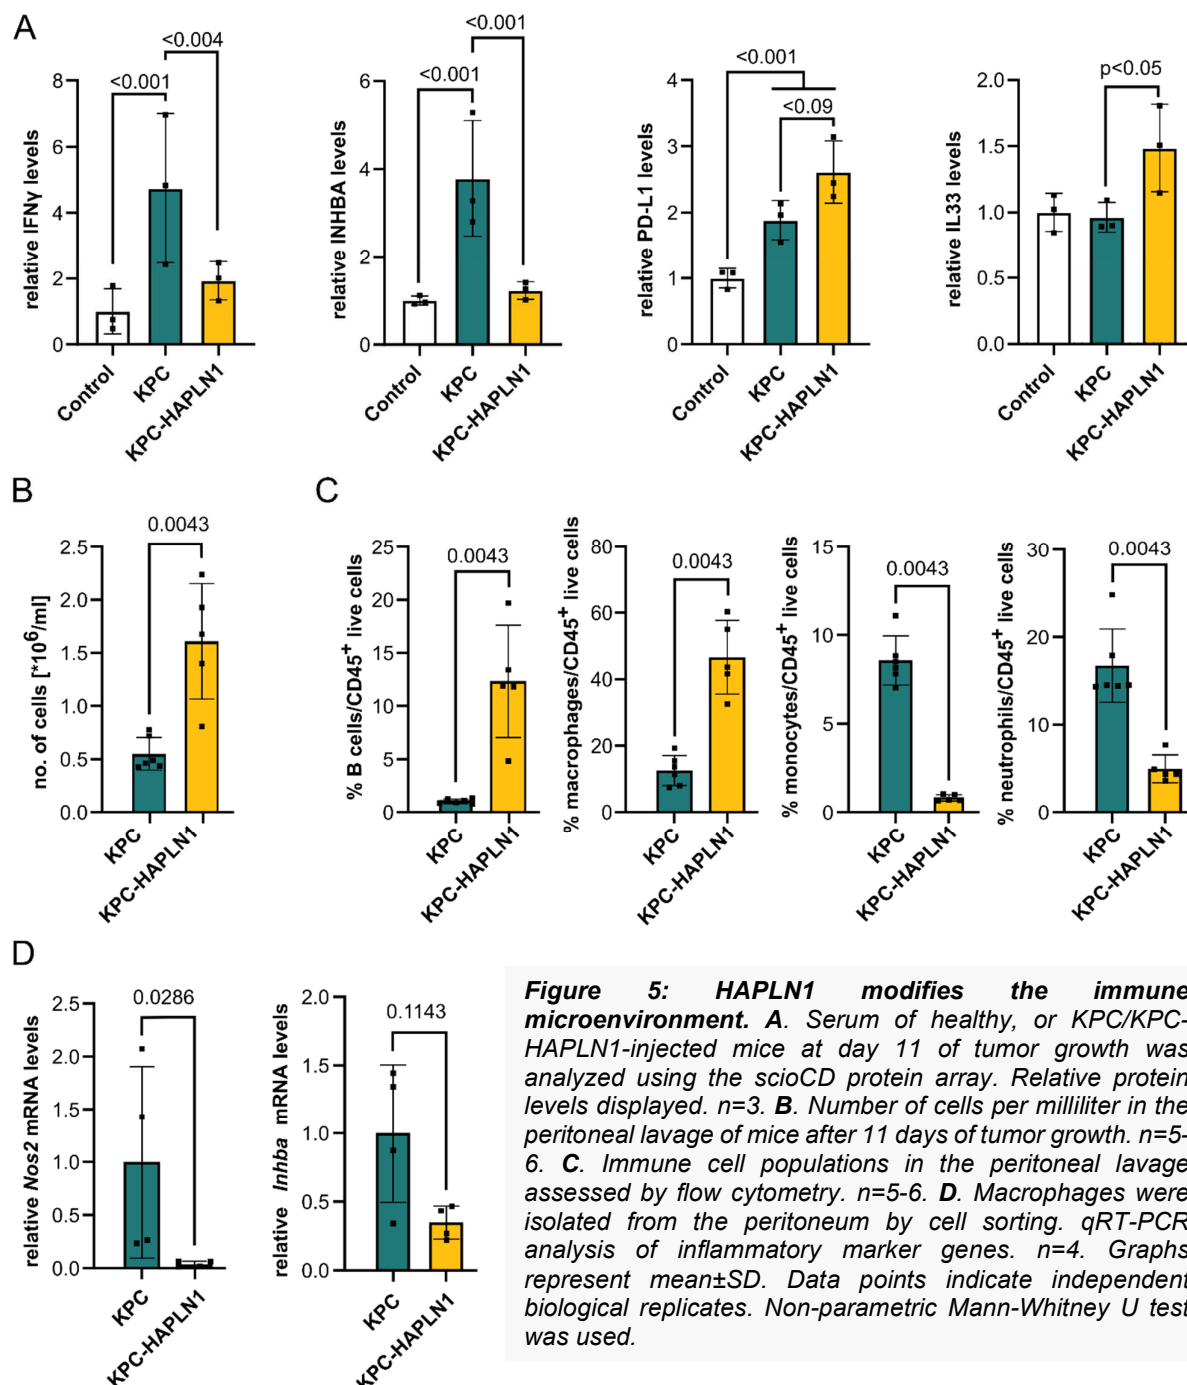 A
<0.004
<0.001
8
6
4
2
0
relative IFNγ levels
Control
KPC
KPC-HAPLN1
<0.001
<0.001
6
4
2
0
relative INHBA levels
Control
KPC
KPC-HAPLN1
<0.001
<0.09
4
3
2
1
0
relative PD-L1 levels
Control
KPC
KPC-HAPLN1
p<0.05
2.0
1.5
1.0
0.5
0.0
relative IL33 levels
Control
KPC
KPC-HAPLN1
B
0.0043
2.5
2.0
1.5
1.0
0.5
0.0
no. of cells [*10⁶/ml]
KPC
KPC-HAPLN1
C
0.0043
25
20
15
10
5
0
% B cells/CD45⁺ live cells
KPC
KPC-HAPLN1
0.0043
80
60
40
20
0
% macrophages/CD45⁺ live cells
KPC
KPC-HAPLN1
0.0043
15
10
5
0
% monocytes/CD45⁺ live cells
KPC
KPC-HAPLN1
0.0043
30
20
10
0
% neutrophils/CD45⁺ live cells
KPC
KPC-HAPLN1
D
0.0286
2.5
2.0
1.5
1.0
0.5
0.0
relative Nos2 mRNA levels
KPC
KPC-HAPLN1
0.1143
2.0
1.5
1.0
0.5
0.0
relative Inhba mRNA levels
KPC
KPC-HAPLN1
Figure 5: HAPLN1 modifies the immune
microenvironment. A. Serum of healthy, or KPC/KPC-
HAPLN1-injected mice at day 11 of tumor growth was
analyzed using the scioCD protein array. Relative protein
levels displayed. n=3. B. Number of cells per milliliter in the
peritoneal lavage of mice after 11 days of tumor growth. n=5-
6. C. Immune cell populations in the peritoneal lavage
assessed by flow cytometry. n=5-6. D. Macrophages were
isolated from the peritoneum by cell sorting. qRT-PCR
analysis of inflammatory marker genes. n=4. Graphs
represent mean±SD. Data points indicate independent
biological replicates. Non-parametric Mann-Whitney U test
was used.